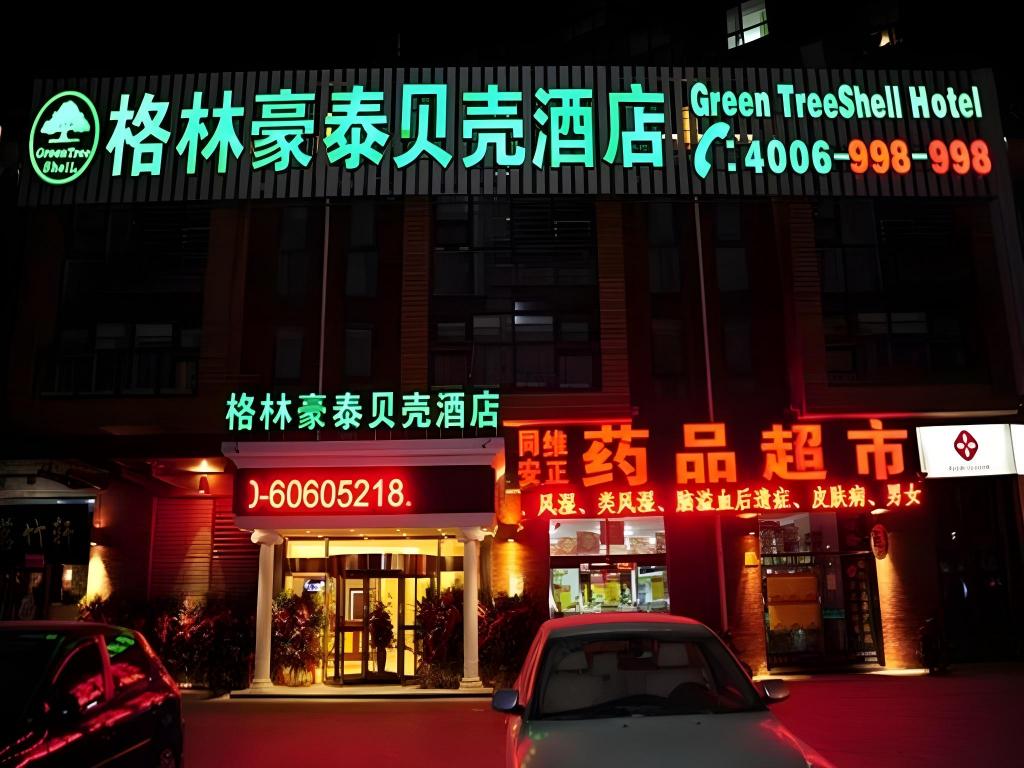 GreenTree
Shell
格林豪泰贝壳酒店
Green TreeShell Hotel
:4006-998-998
格林豪泰贝壳酒店
-60605218.
同维
安正
药品超市
、风湿、类风湿、脑溢血后遗症、皮肤病、男女